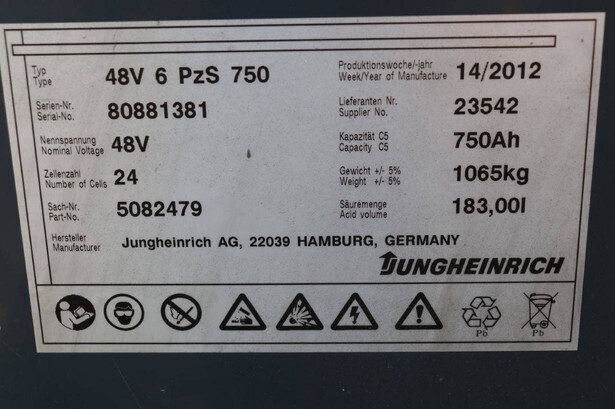 Typ 48V 6 PzS 750 Produktionswoche/-jahr 14/2012
Type Week/Year of Manufacture
Serien-Nr. 80881381 Lieferanten Nr. 23542
Serial-No. Supplier No.
Nennspannung 48V Kapazität C5 750Ah
Nominal Voltage Capacity C5
Zellenzahl 24 Gewicht +/- 5% 1065kg
Number of Cells Weight +/- 5%
Sach-Nr. 5082479 Säuremenge 183,00l
Part-No. Acid volume
Hersteller Jungheinrich AG, 22039 HAMBURG, GERMANY
Manufacturer
JUNGHEINRICH
Pb Pb